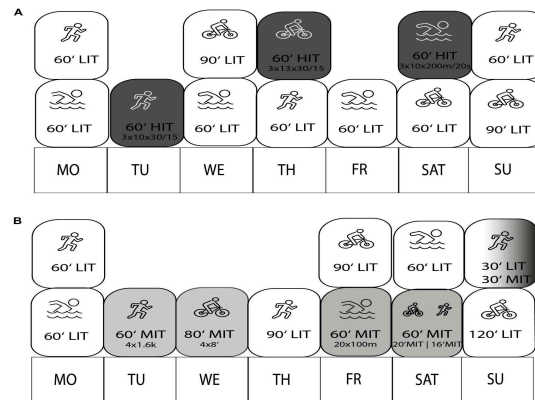 A
60' LIT
90' LIT
60' HIT
3x13x30/15
60' HIT
3x10x200m/20s
60' LIT
60' LIT
60' HIT
3x10x30/15
60' LIT
60' LIT
60' LIT
60' LIT
90' LIT
MO TU WE TH FR SAT SU
B
60' LIT
90' LIT
60' LIT
30' LIT
30' MIT
60' LIT
60' MIT
4x1.6k
80' MIT
4x8'
90' LIT
60' MIT
20x100m
60' MIT
20'MIT | 16'MIT
120' LIT
MO TU WE TH FR SAT SU